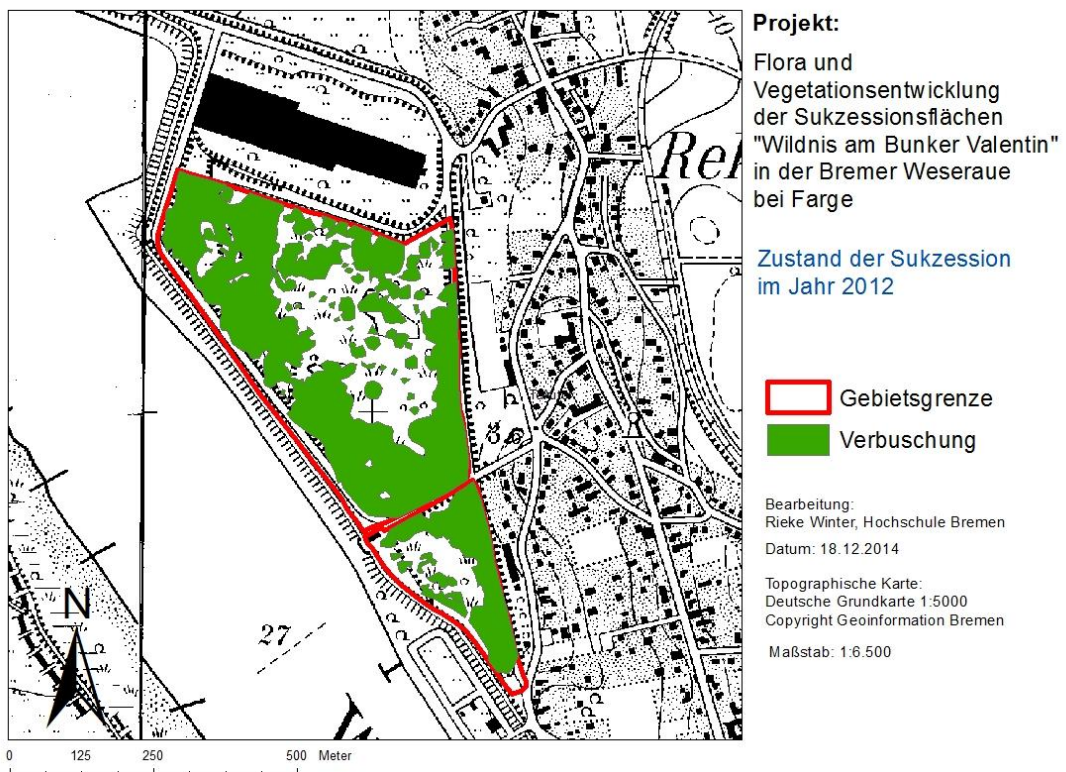 Projekt:
Flora und
Vegetationsentwicklung
der Sukzessionsflächen
"Wildnis am Bunker Valentin"
in der Bremer Weseraue
bei Farge
Zustand der Sukzession
im Jahr 2012
Gebietsgrenze
Verbuschung
Bearbeitung:
Rieke Winter, Hochschule Bremen
Datum: 18.12.2014
Topographische Karte:
Deutsche Grundkarte 1:5000
Copyright Geoinformation Bremen
Maßstab: 1:6.500
10
Rek
N
27
W
0 125 250 500 Meter